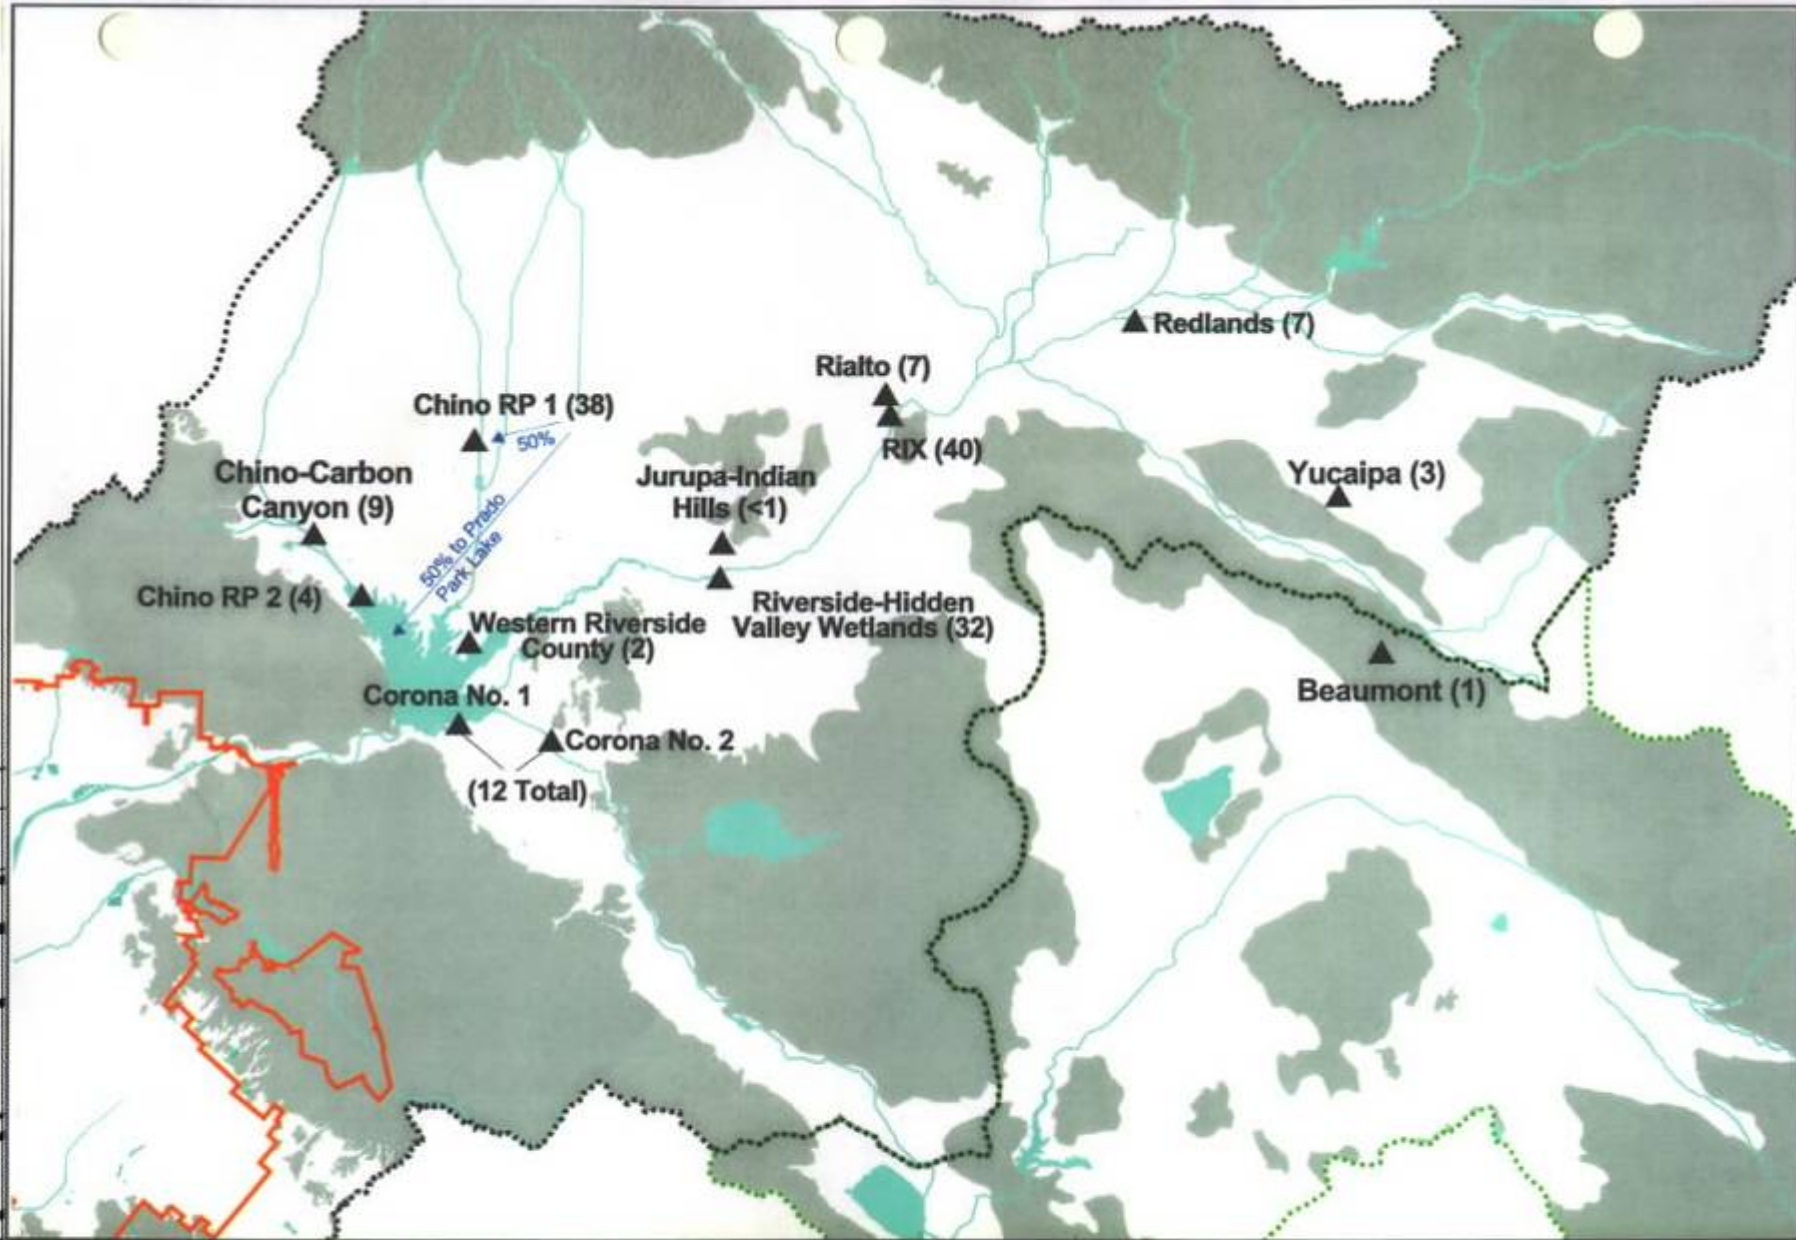 Redlands (7)
Rialto (7)
Chino RP 1 (38)
50%
RIX (40)
Chino-Carbon
Canyon (9)
Jurupa-Indian
Hills (<1)
Yucaipa (3)
50% to Prado
Park Lake
Chino RP 2 (4)
Riverside-Hidden
Valley Wetlands (32)
Western Riverside
County (2)
Beaumont (1)
Corona No. 1
Corona No. 2
(12 Total)